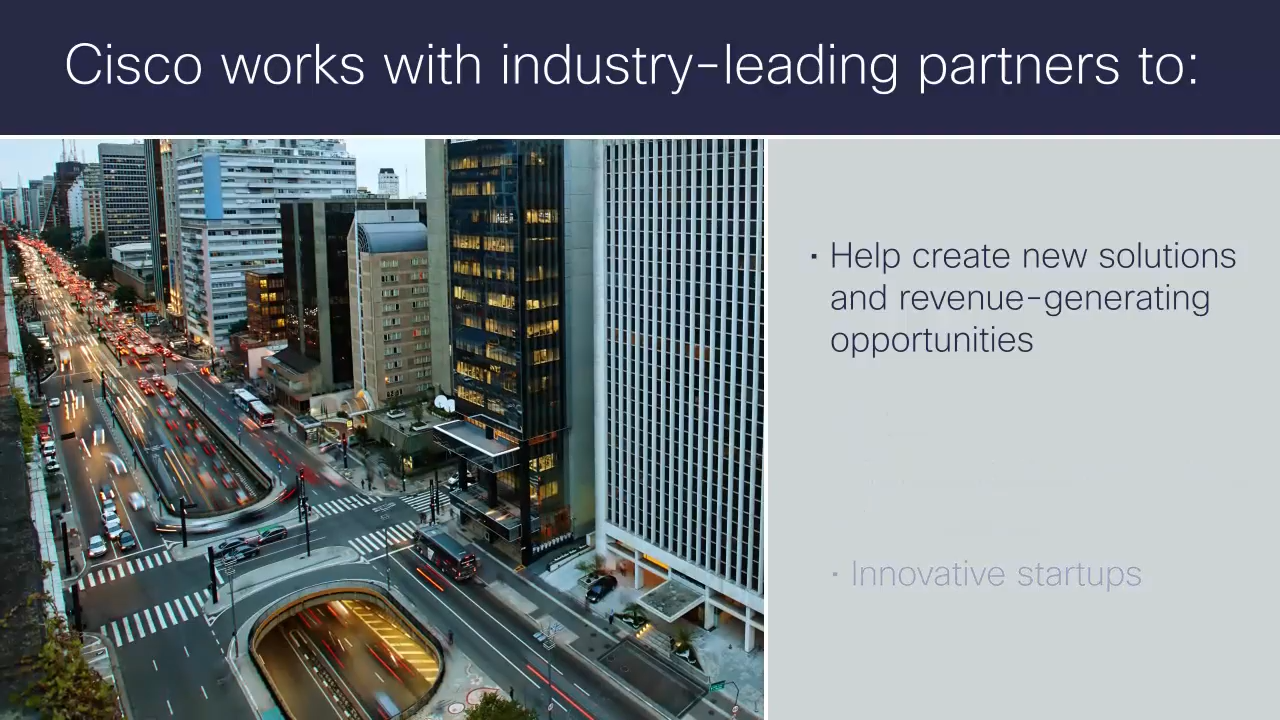 Cisco works with industry-leading partners to:
· Help create new solutions
and revenue-generating
opportunities
· Innovative startups